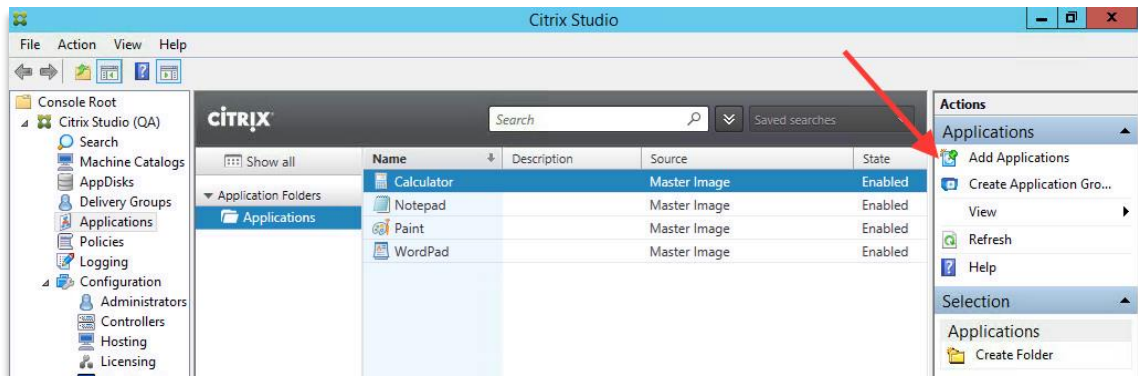 Citrix Studio
File Action View Help
Console Root
Citrix Studio (QA)
Search
Machine Catalogs
AppDisks
Delivery Groups
Applications
Policies
Logging
Configuration
Administrators
Controllers
Hosting
Licensing
CITRIX
Search
Saved searches
Show all
Application Folders
Applications
Name Description Source State
Calculator Master Image Enabled
Notepad Master Image Enabled
Paint Master Image Enabled
WordPad Master Image Enabled
Actions
Applications
Add Applications
Create Application Gro...
View
Refresh
Help
Selection
Applications
Create Folder